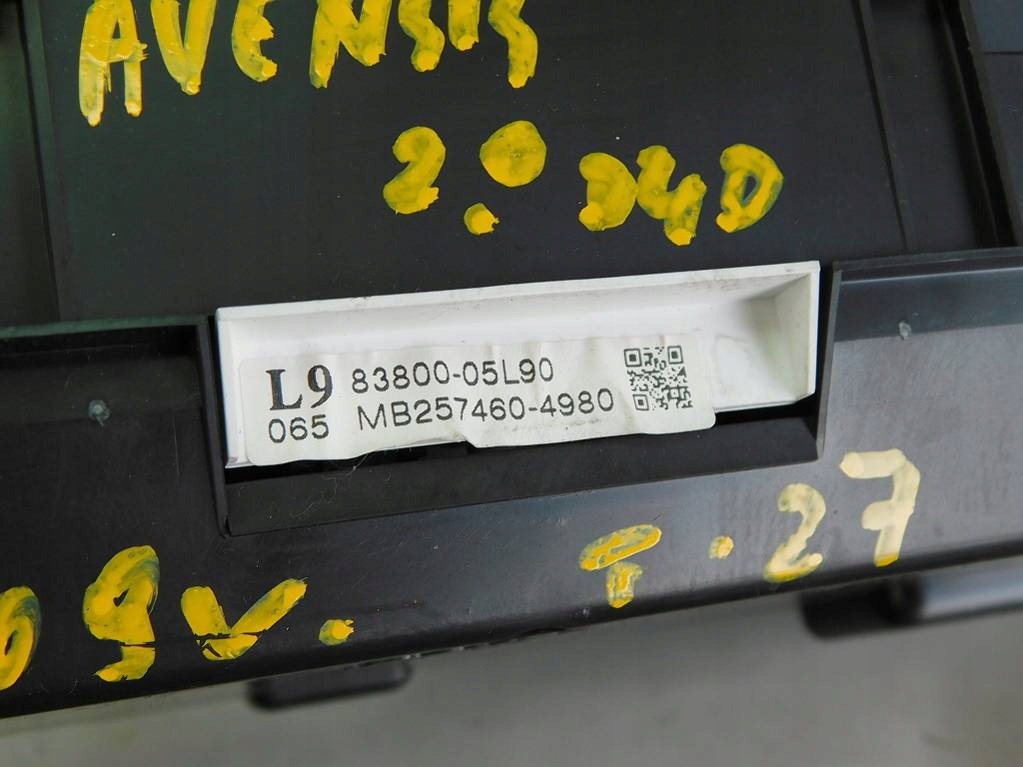 AVENSIS
2.0 D4D
L9 83800-05L90
065 MB257460-4980
09V. T.27